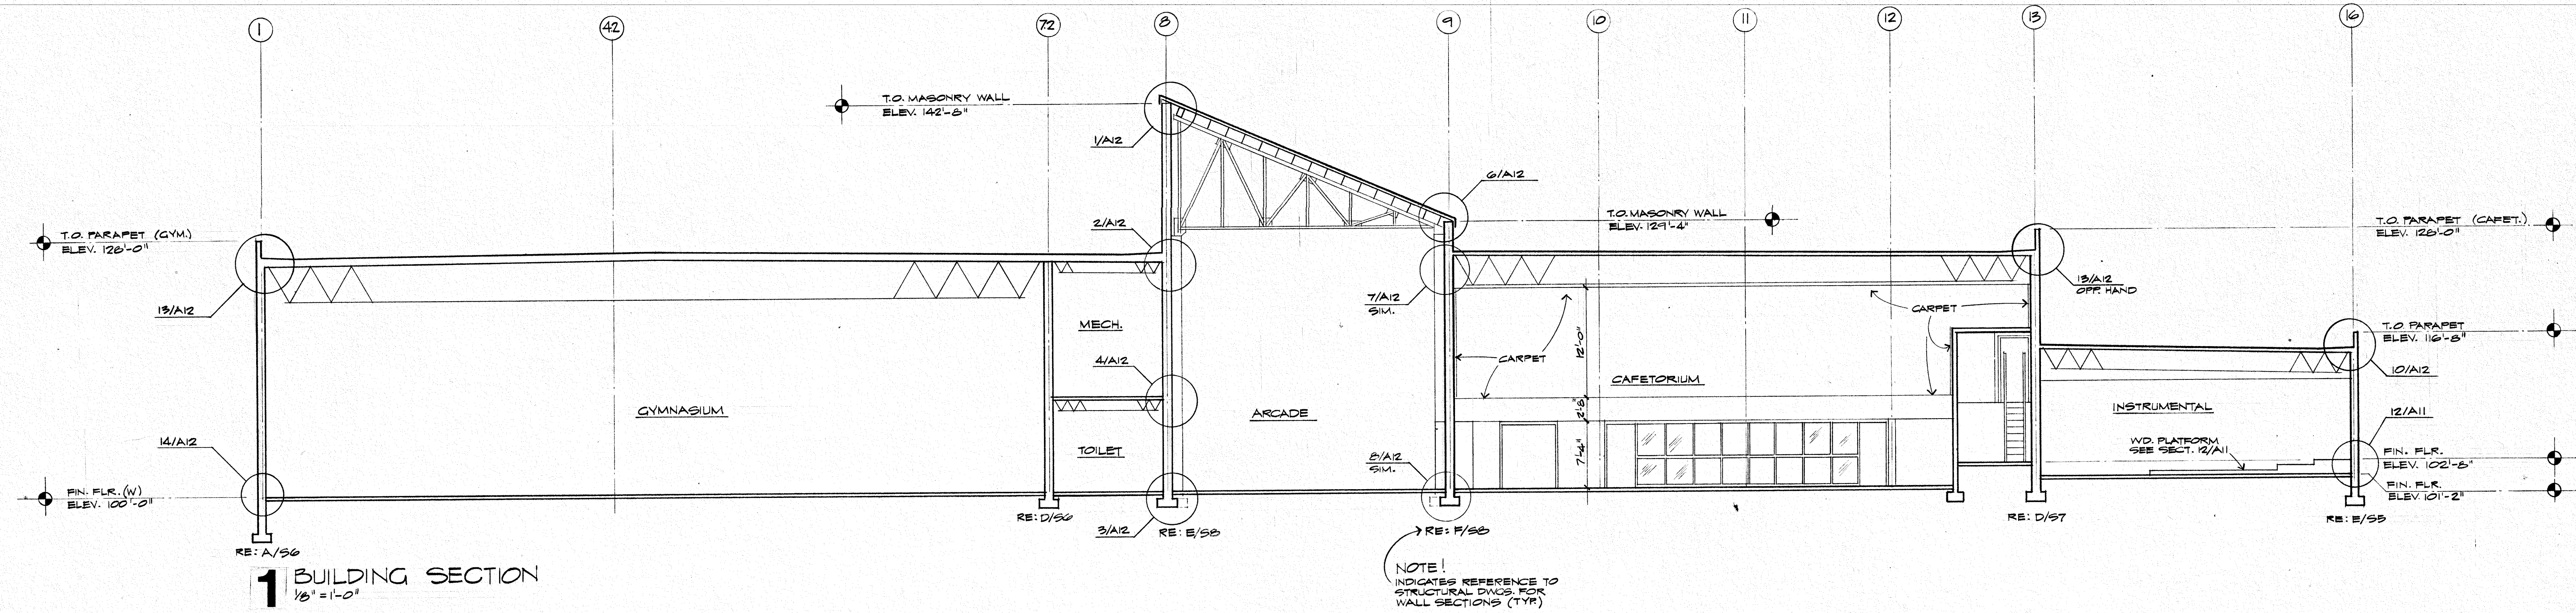 1
42
72
8
9
10
11
12
13
16
T.O. MASONRY WALL
ELEV. 142'-8"
1/A12
6/A12
2/A12
T.O. MASONRY WALL
ELEV. 129'-4"
T.O. PARAPET (CAFET.)
ELEV. 128'-0"
T.O. PARAPET (GYM.)
ELEV. 128'-0"
13/A12
13/A12
OPP. HAND
7/A12
SIM.
CARPET
CARPET
12'-0"
MECH.
T.O. PARAPET
ELEV. 116'-8"
4/A12
10/A12
CAFETORIUM
GYMNASIUM
ARCADE
2'-8"
INSTRUMENTAL
12/A11
14/A12
TOILET
8/A12
SIM.
7'-4"
WD. PLATFORM
SEE SECT. 12/A11
FIN. FLR.
ELEV. 102'-8"
FIN. FLR. (W)
ELEV. 100'-0"
FIN. FLR.
ELEV. 101'-2"
RE: A/S6
RE: D/S6
3/A12
RE: E/S8
RE: F/S8
RE: D/S7
RE: E/S5
1 BUILDING SECTION
1/8" = 1'-0"
NOTE!
INDICATES REFERENCE TO
STRUCTURAL DWGS. FOR
WALL SECTIONS (TYP.)